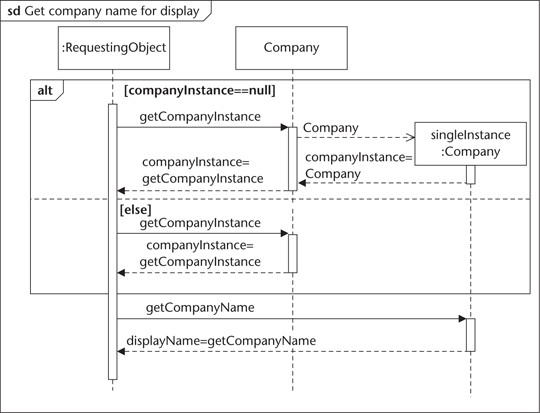 sd Get company name for display
:RequestingObject
Company
alt
[companyInstance==null]
getCompanyInstance
Company
singleInstance
:Company
companyInstance=
getCompanyInstance
companyInstance=
Company
[else]
getCompanyInstance
companyInstance=
getCompanyInstance
getCompanyName
displayName=getCompanyName